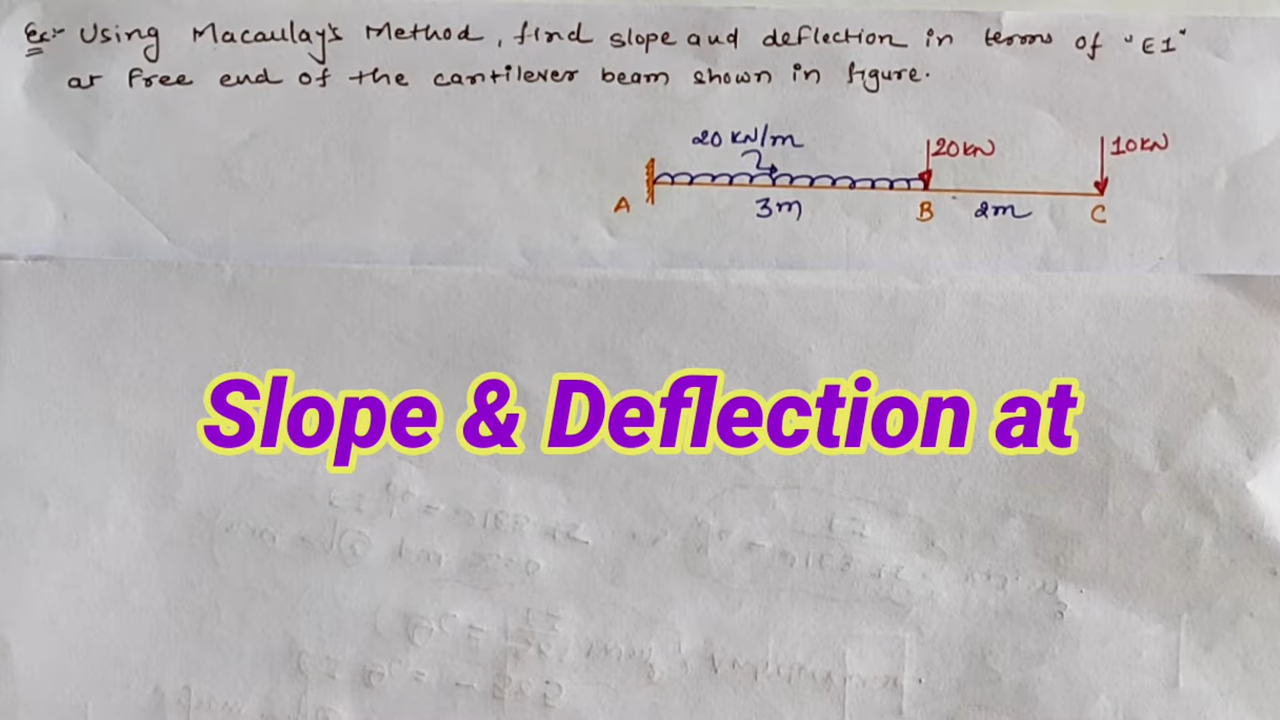 Ex:- Using Macaulay's Method, find slope and deflection in terms of "EI"
at free end of the cantilever beam shown in figure.
20 KN/m
20 KN
10 KN
A
3m
B
2m
C
Slope & Deflection at